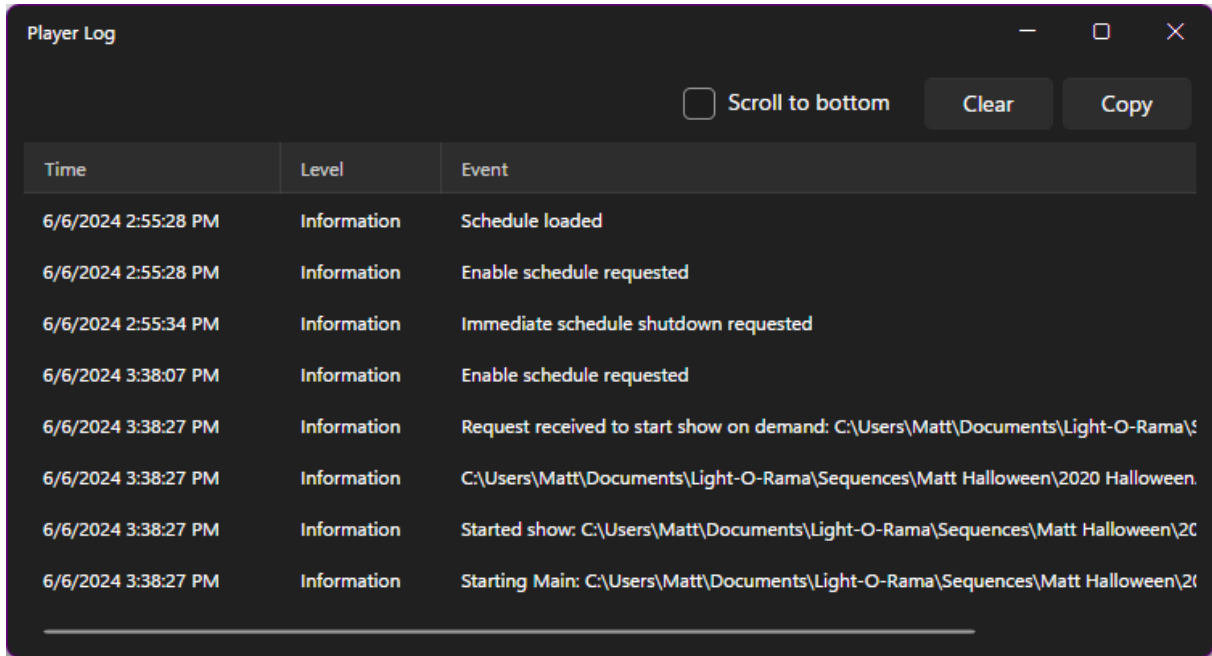 Player Log
Scroll to bottom Clear Copy
Time Level Event
6/6/2024 2:55:28 PM Information Schedule loaded
6/6/2024 2:55:28 PM Information Enable schedule requested
6/6/2024 2:55:34 PM Information Immediate schedule shutdown requested
6/6/2024 3:38:07 PM Information Enable schedule requested
6/6/2024 3:38:27 PM Information Request received to start show on demand: C:\Users\Matt\Documents\Light-O-Rama\
6/6/2024 3:38:27 PM Information C:\Users\Matt\Documents\Light-O-Rama\Sequences\Matt Halloween\2020 Halloween.
6/6/2024 3:38:27 PM Information Started show: C:\Users\Matt\Documents\Light-O-Rama\Sequences\Matt Halloween\20
6/6/2024 3:38:27 PM Information Starting Main: C:\Users\Matt\Documents\Light-O-Rama\Sequences\Matt Halloween\20